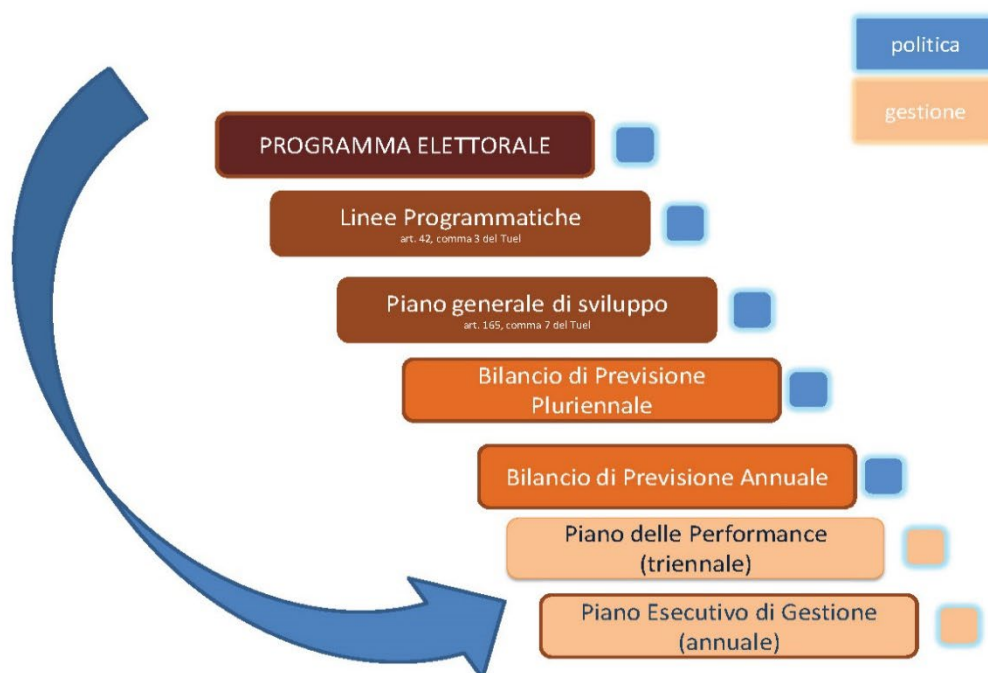 politica
gestione
PROGRAMMA ELETTORALE
Linee Programmatiche
art. 42, comma 3 del Tuel
Piano generale di sviluppo
art. 165, comma 7 del Tuel
Bilancio di Previsione
Pluriennale
Bilancio di Previsione Annuale
Piano delle Performance
(triennale)
Piano Esecutivo di Gestione
(annuale)